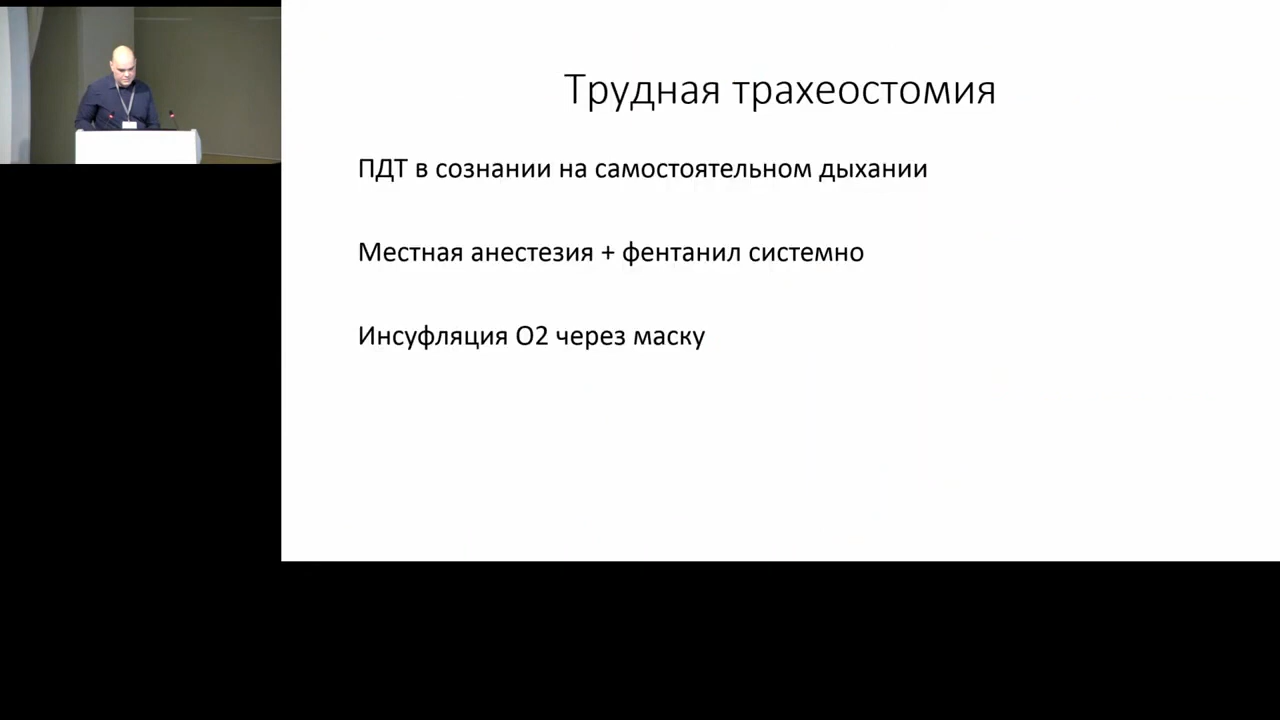 Трудная трахеостомия
ПДТ в сознании на самостоятельном дыхании
Местная анестезия + фентанил системно
Инсуфляция О2 через маску